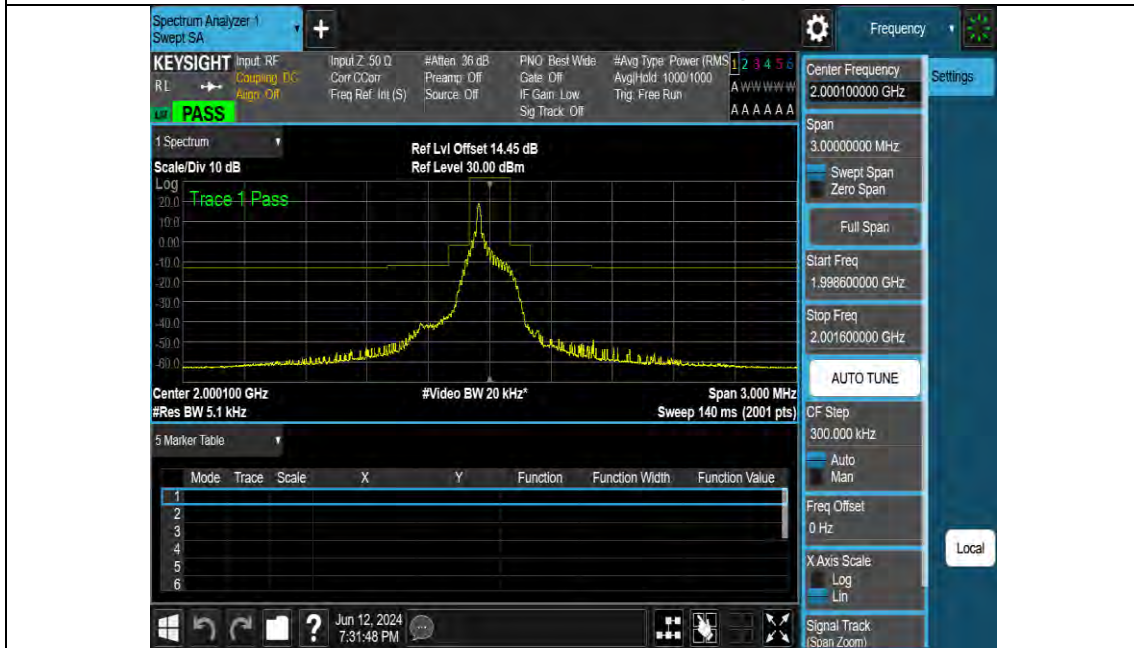 Spectrum Analyzer 1
Swept SA
+
Frequency
KEYSIGHT
RL
Input: RF
Coupling: DC
Align: Off
Input Z: 50 Ω
Corr CCorr
Freq Ref: Int (S)
#Atten: 36 dB
Preamp: Off
Source: Off
PNO: Best Wide
Gate: Off
IF Gain: Low
Sig Track: Off
#Avg Type: Power (RMS
Avg|Hold: 1000/1000
Trig: Free Run
1 2 3 4 5 6
A W W W W W
A A A A A A
PASS
1 Spectrum
Scale/Div 10 dB
Ref Lvl Offset 14.45 dB
Ref Level 30.00 dBm
Log
Trace 1 Pass
20.0
10.0
0.00
-10.0
-20.0
-30.0
-40.0
-50.0
-60.0
Center 2.000100 GHz
#Video BW 20 kHz*
Span 3.000 MHz
#Res BW 5.1 kHz
Sweep 140 ms (2001 pts)
5 Marker Table
Mode Trace Scale X Y Function Function Width Function Value
1
2
3
4
5
6
Jun 12, 2024
7:31:48 PM
Center Frequency
2.000100000 GHz
Settings
Span
3.00000000 MHz
Swept Span
Zero Span
Full Span
Start Freq
1.998600000 GHz
Stop Freq
2.001600000 GHz
AUTO TUNE
CF Step
300.000 kHz
Auto
Man
Freq Offset
0 Hz
X Axis Scale
Log
Lin
Local
Signal Track
(Span Zoom)